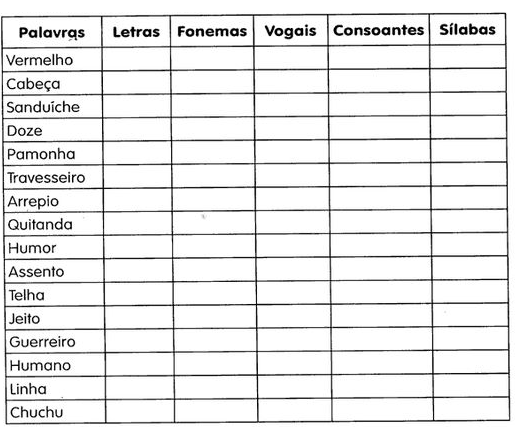 Palavras Letras Fonemas Vogais Consoantes Sílabas
Vermelho
Cabeça
Sanduíche
Doze
Pamonha
Travesseiro
Arrepio
Quitanda
Humor
Assento
Telha
Jeito
Guerreiro
Humano
Linha
Chuchu